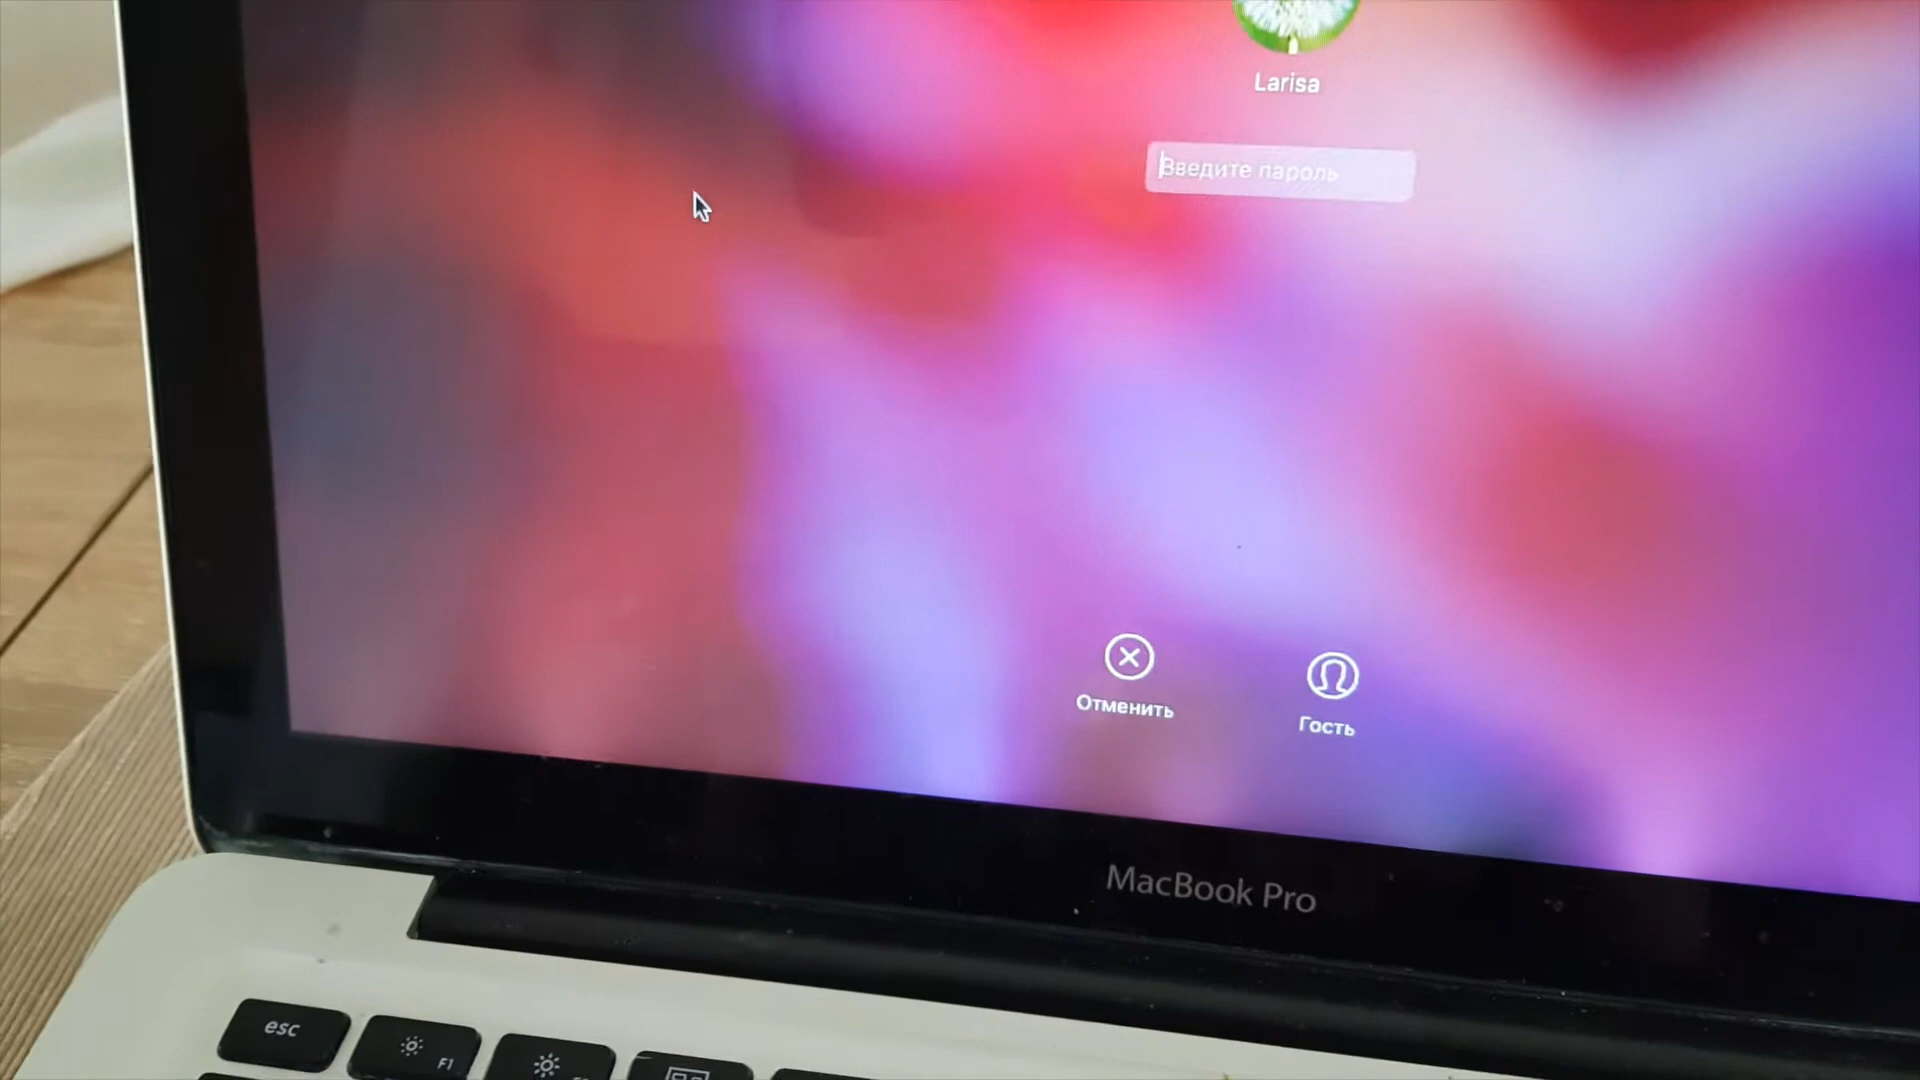 Larisa
Введите пароль
Отменить
Гость
MacBook Pro
esc
F1